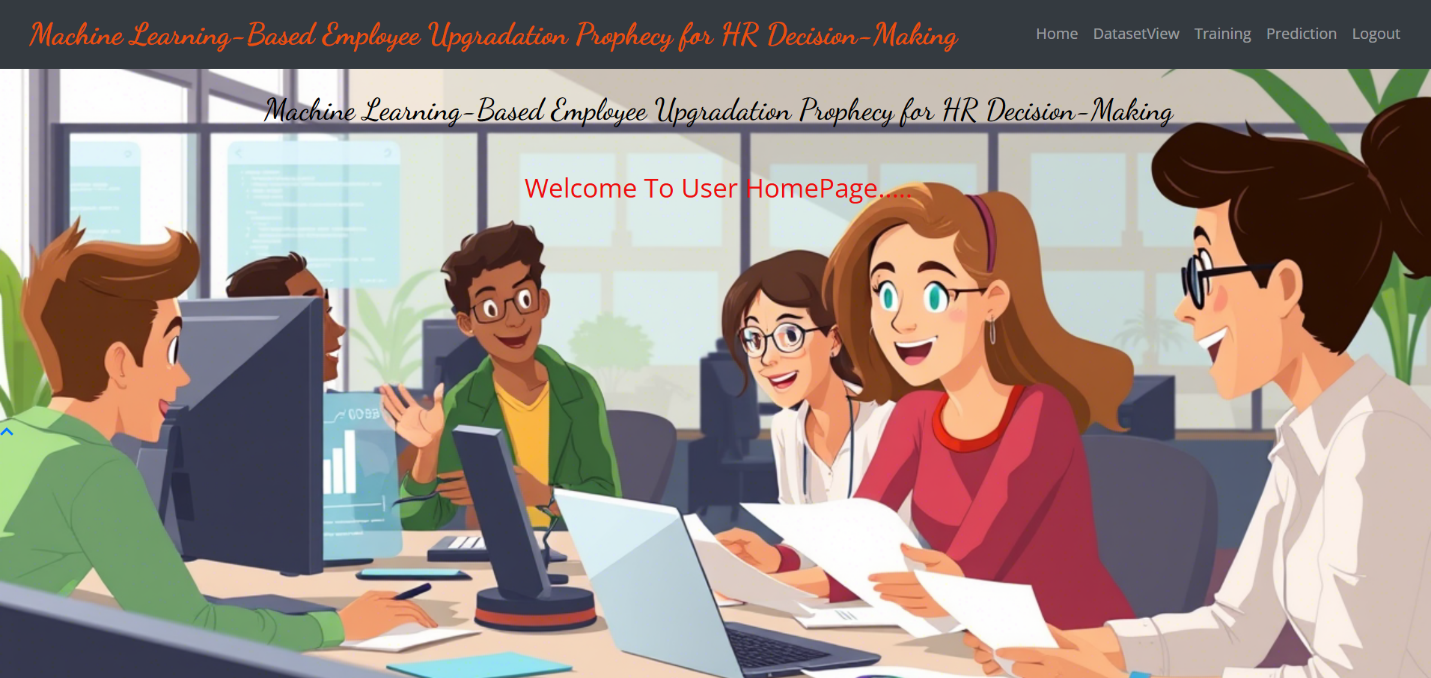 Machine Learning-Based Employee Upgradation Prophecy for HR Decision-Making
Home DatasetView Training Prediction Logout
Machine Learning-Based Employee Upgradation Prophecy for HR Decision-Making
Welcome To User HomePage.....